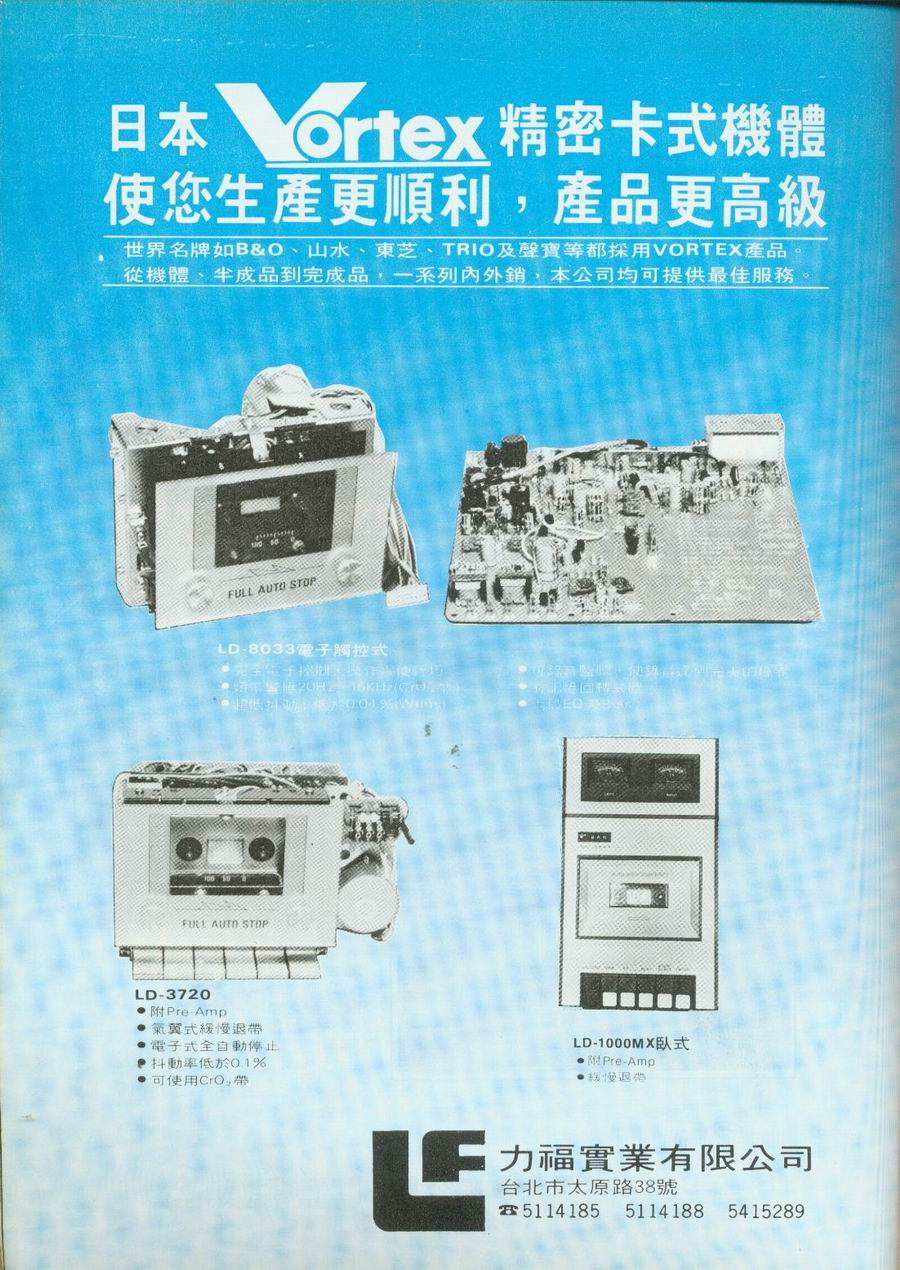 日本 Vortex 精密卡式機體
使您生產更順利，產品更高級
世界名牌如B&O、山水、東芝、TRIO及聲寶等都採用VORTEX產品。
從機體、半成品到完成品，一系列內外銷，本公司均可提供最佳服務。
100 50 0
FULL AUTO STOP
LD-8033電子觸控式
100 50 0
FULL AUTO STOP
LD-3720
●附Pre-Amp
●氣翼式緩慢退帶
●電子式全自動停止
●抖動率低於0.1%
●可使用CrO₂帶
LD-1000MX臥式
●附Pre-Amp
●緩慢退帶
LF
力福實業有限公司
台北市太原路38號
☎5114185 5114188 5415289